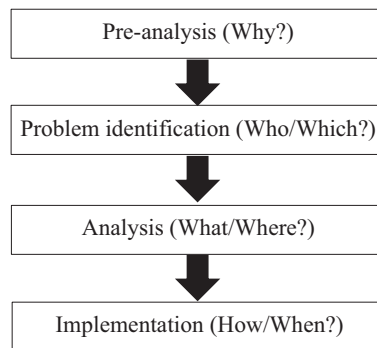 Pre-analysis (Why?)
Problem identification (Who/Which?)
Analysis (What/Where?)
Implementation (How/When?)